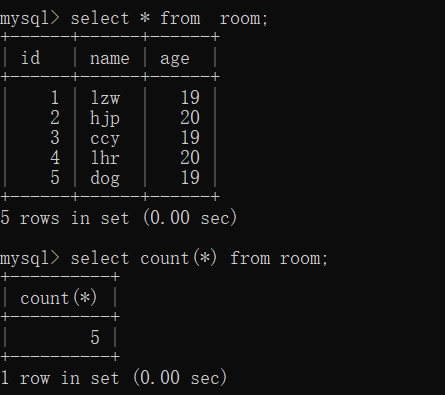 mysql> select * from  room;
+------+------+------+
| id   | name | age  |
+------+------+------+
|    1 | lzw  |   19 |
|    2 | hjp  |   20 |
|    3 | ccy  |   19 |
|    4 | lhr  |   20 |
|    5 | dog  |   19 |
+------+------+------+
5 rows in set (0.00 sec)

mysql> select count(*) from room;
+----------+
| count(*) |
+----------+
|        5 |
+----------+
1 row in set (0.00 sec)